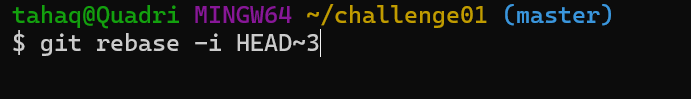 tahaq@Quadri MINGW64 ~/challenge01 (master)
$ git rebase -i HEAD~3